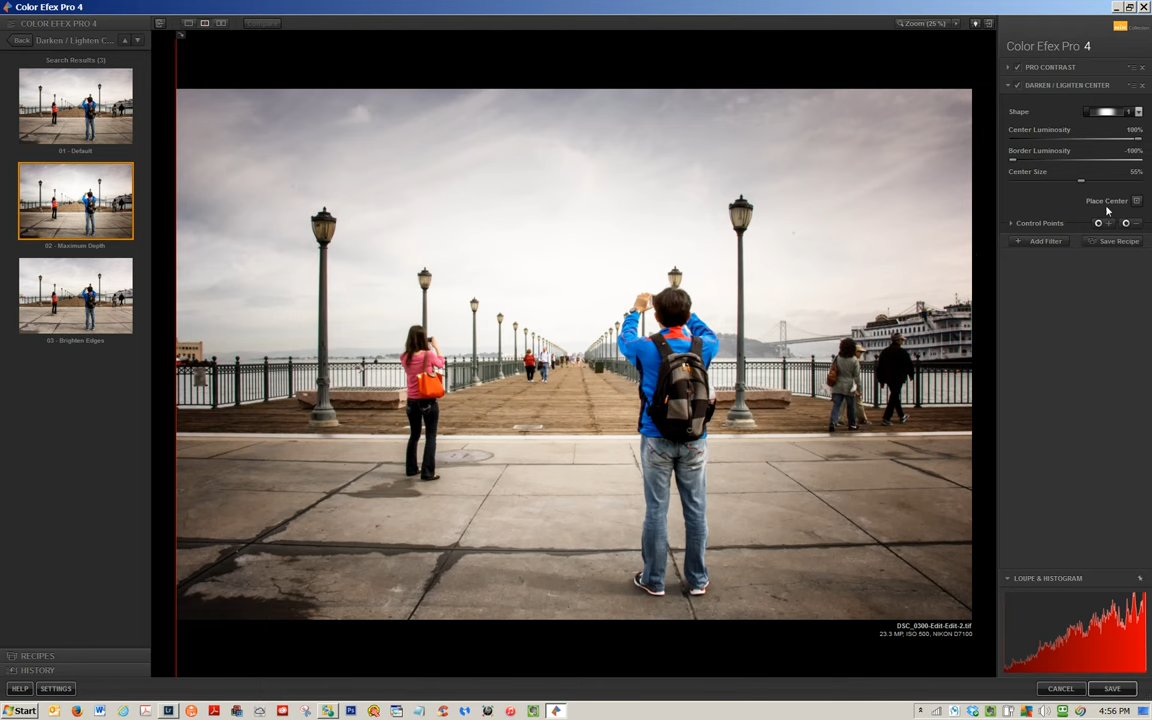 Color Efex Pro 4
COLOR EFEX PRO 4
Back
Darken / Lighten C...
Search Results (3)
01 - Default
02 - Maximum Depth
03 - Brighten Edges
RECIPES
HISTORY
HELP
SETTINGS
Compare
Zoom (25 %)
DSC_0300-Edit-Edit-2.tif
23.3 MP, ISO 500, NIKON D7100
Color Efex Pro 4
PRO CONTRAST
DARKEN / LIGHTEN CENTER
Shape
1
Center Luminosity 100%
Border Luminosity -100%
Center Size 55%
Place Center
Control Points
Add Filter
Save Recipe
LOUPE & HISTOGRAM
CANCEL
SAVE
Start
4:56 PM